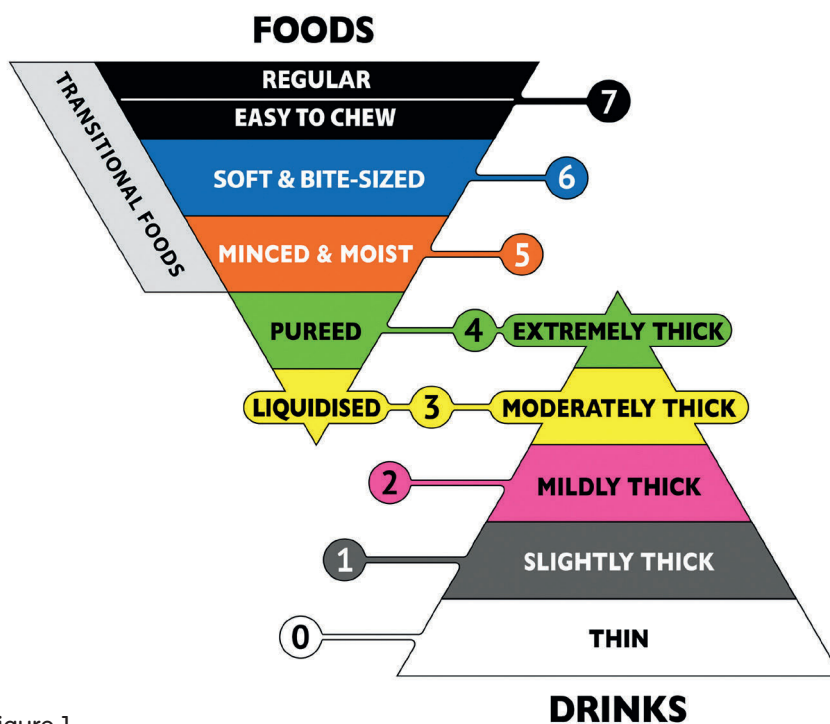 FOODS
TRANSITIONAL FOODS
REGULAR
7
EASY TO CHEW
SOFT & BITE-SIZED
6
MINCED & MOIST
5
PUREED
4
EXTREMELY THICK
LIQUIDISED
3
MODERATELY THICK
2
MILDLY THICK
1
SLIGHTLY THICK
0
THIN
DRINKS